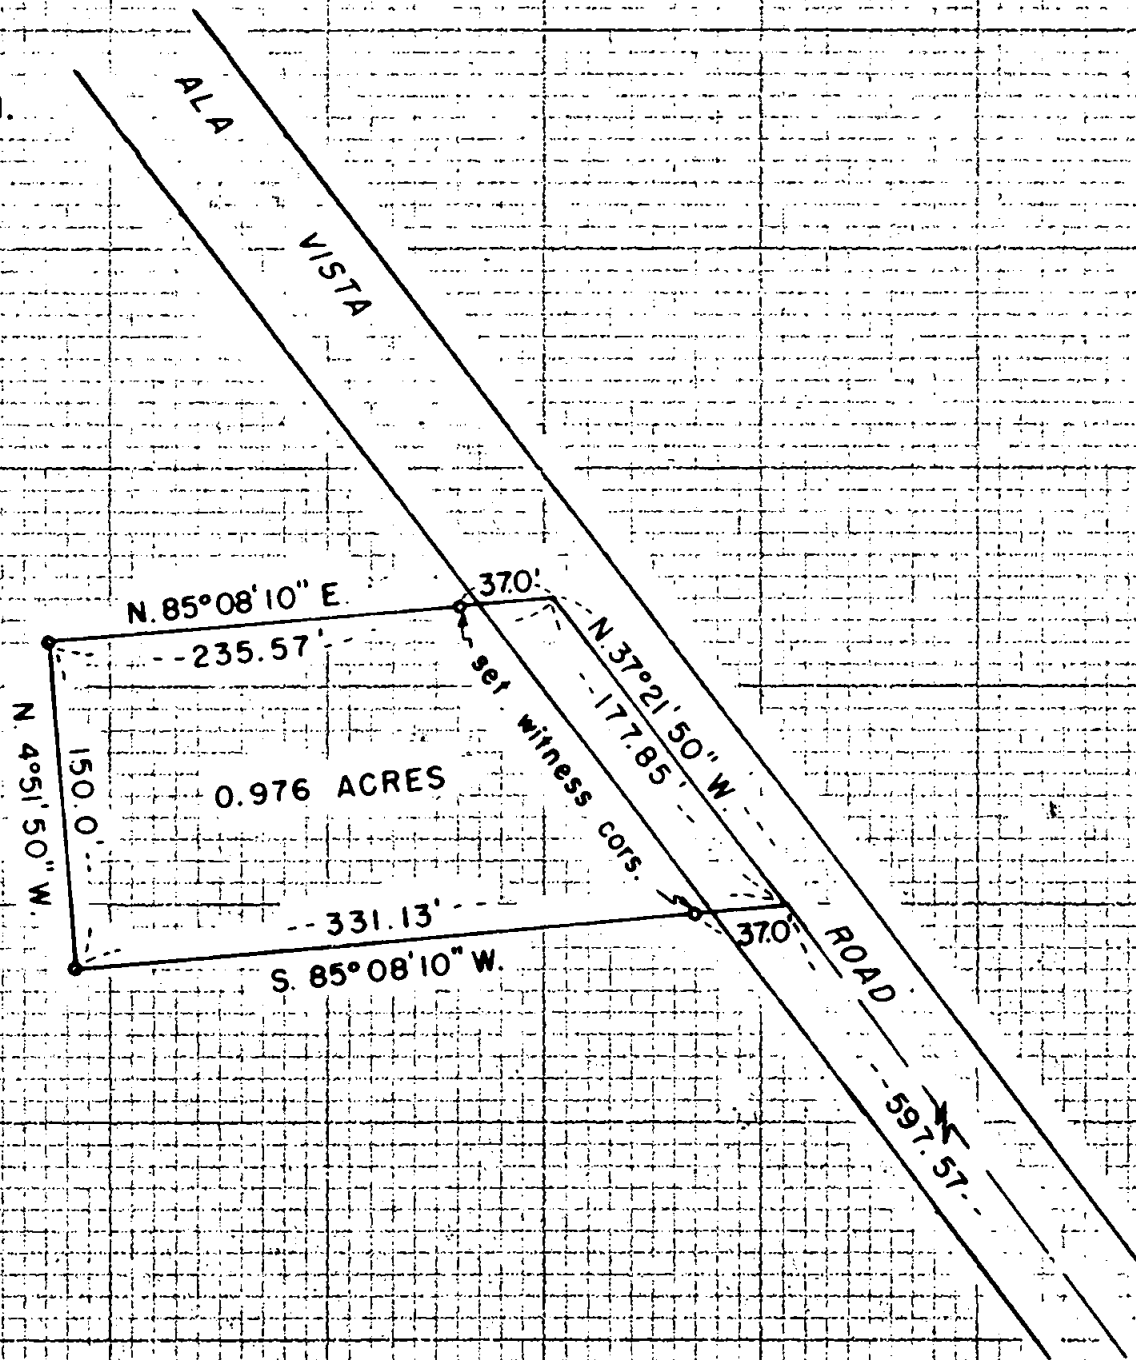 ALA
VISTA
37.0'
N. 85°08'10" E.
--235.57'--
N. 37°21'50" W.
--177.85'--
set witness cors.
N 4°51'50" W.
150.0'
0.976 ACRES
--331.13'--
S. 85°08'10" W.
37.0'
ROAD
--597.57--